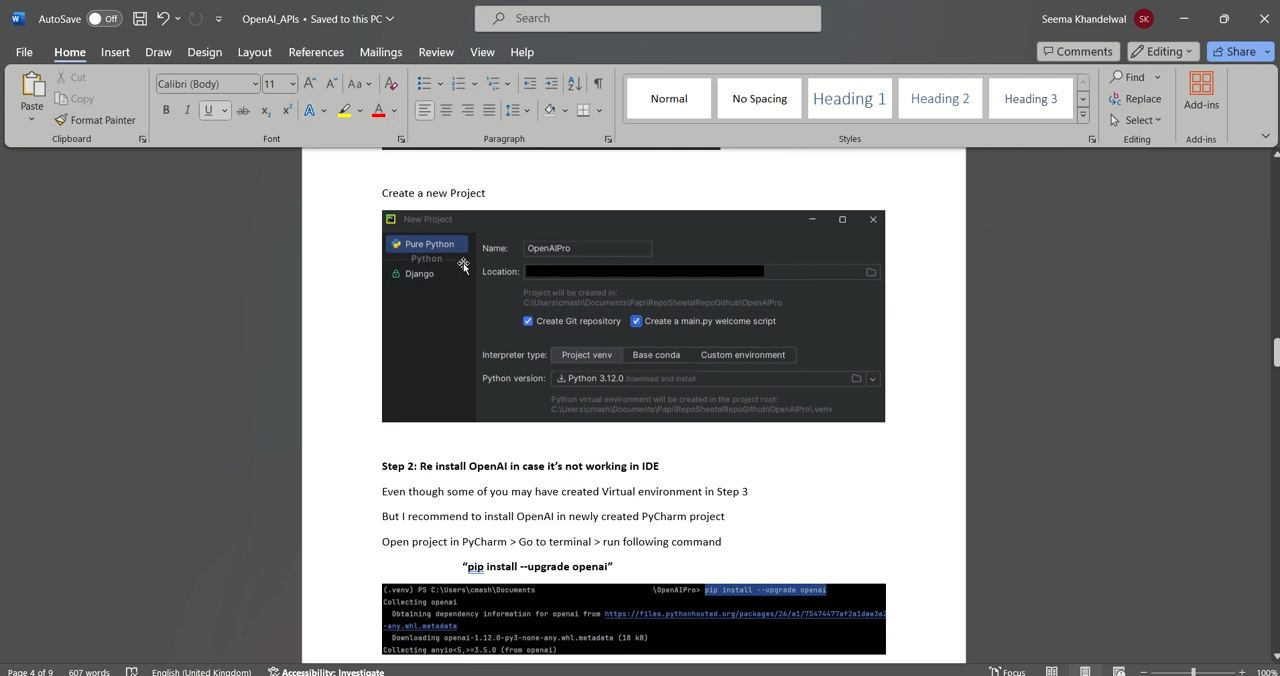 AutoSave Off OpenAI_APIs • Saved to this PC Search Seema Khandelwal SK
File Home Insert Draw Design Layout References Mailings Review View Help Comments Editing Share
Paste Cut Copy Format Painter
Calibri (Body) 11
Normal No Spacing Heading 1 Heading 2 Heading 3
Find Replace Select Add-ins
Clipboard Font Paragraph Styles Editing Add-ins
Create a new Project
New Project
Pure Python
Python
Django
Name: OpenAIPro
Location:
Project will be created in:
C:\Users\cmash\Documents\Papi\RepoSheetalRepoGithub\OpenAIPro
Create Git repository Create a main.py welcome script
Interpreter type: Project venv Base conda Custom environment
Python version: Python 3.12.0 download and install
Python virtual environment will be created in the project root:
C:\Users\cmash\Documents\Papi\RepoSheetalRepoGithub\OpenAIPro\.venv
Step 2: Re install OpenAI in case it’s not working in IDE
Even though some of you may have created Virtual environment in Step 3
But I recommend to install OpenAI in newly created PyCharm project
Open project in PyCharm > Go to terminal > run following command
“pip install --upgrade openai”
(.venv) PS C:\Users\cmash\Documents \OpenAIPro> pip install --upgrade openai
Collecting openai
Obtaining dependency information for openai from https://files.pythonhosted.org/packages/26/a1/75474477af2a1dae3a
-any.whl.metadata
Downloading openai-1.12.0-py3-none-any.whl.metadata (18 kB)
Collecting anyio<5,>=3.5.0 (from openai)
Page 4 of 9 607 words English (United Kingdom) Accessibility: Investigate Focus 100%